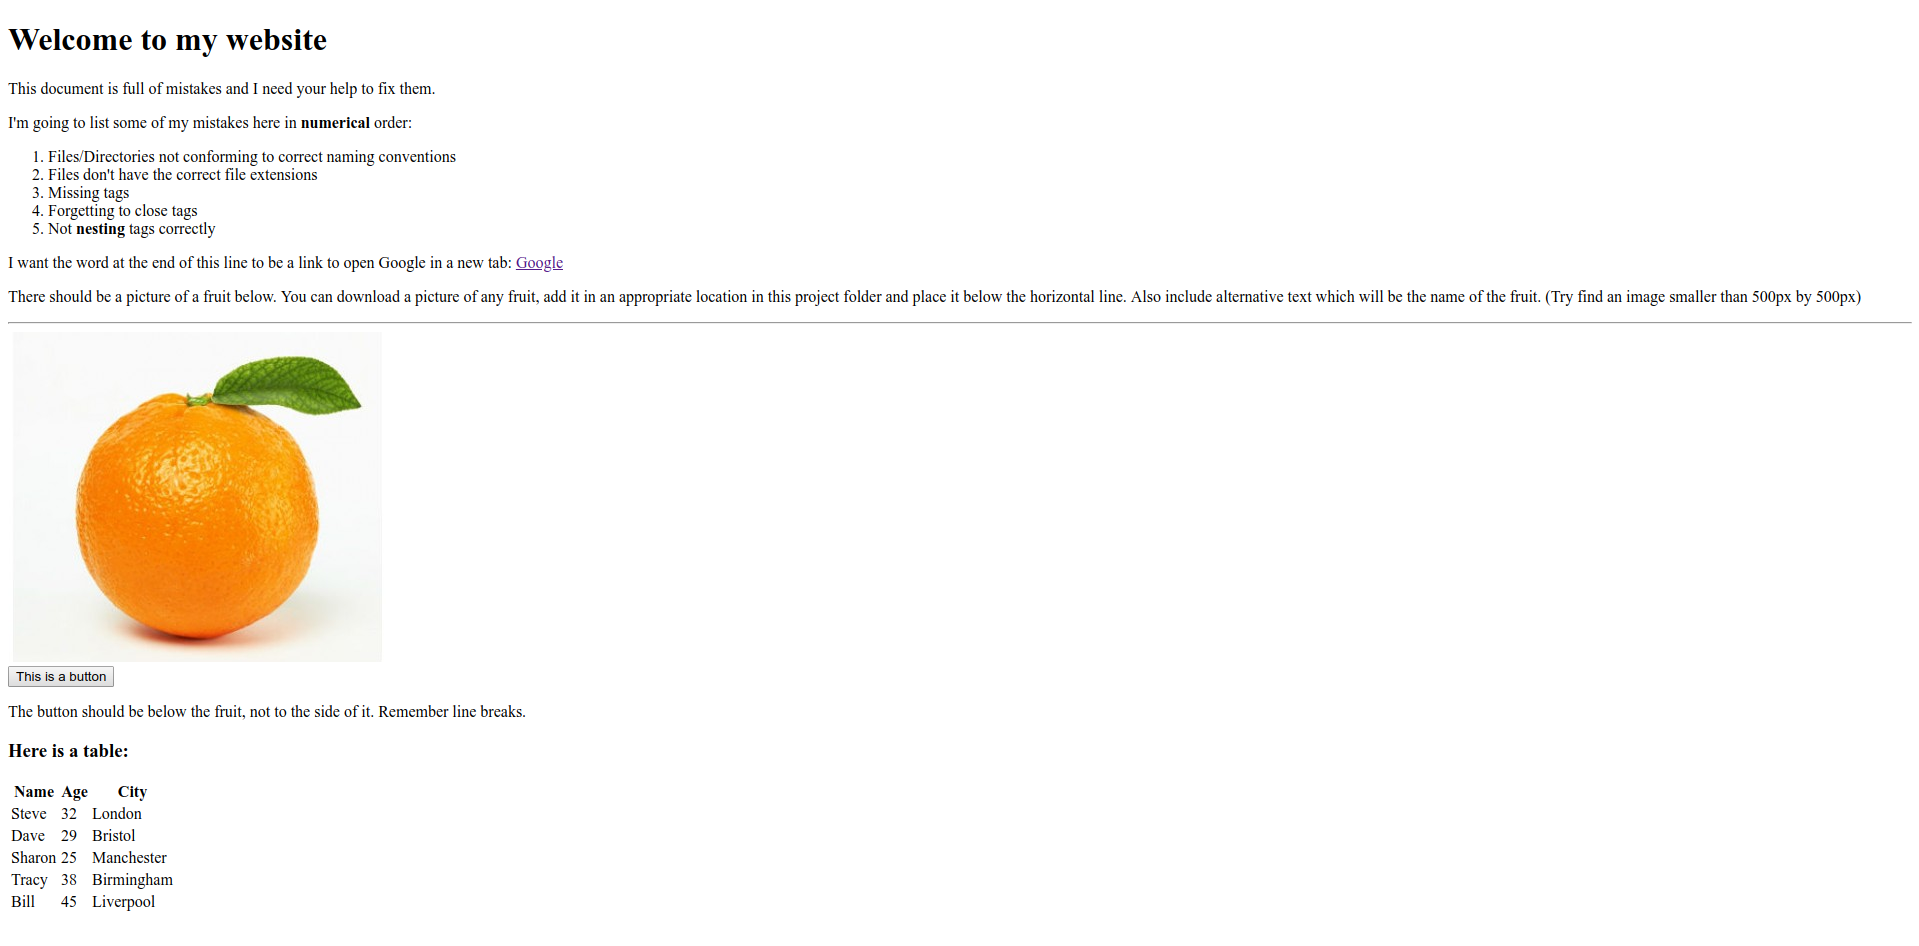 Welcome to my website
This document is full of mistakes and I need your help to fix them.
I'm going to list some of my mistakes here in numerical order:
1. Files/Directories not conforming to correct naming conventions
2. Files don't have the correct file extensions
3. Missing tags
4. Forgetting to close tags
5. Not nesting tags correctly
I want the word at the end of this line to be a link to open Google in a new tab: Google
There should be a picture of a fruit below. You can download a picture of any fruit, add it in an appropriate location in this project folder and place it below the horizontal line. Also include alternative text which will be the name of the fruit. (Try find an image smaller than 500px by 500px)
This is a button
The button should be below the fruit, not to the side of it. Remember line breaks.
Here is a table:
Name Age City
Steve 32 London
Dave 29 Bristol
Sharon 25 Manchester
Tracy 38 Birmingham
Bill 45 Liverpool